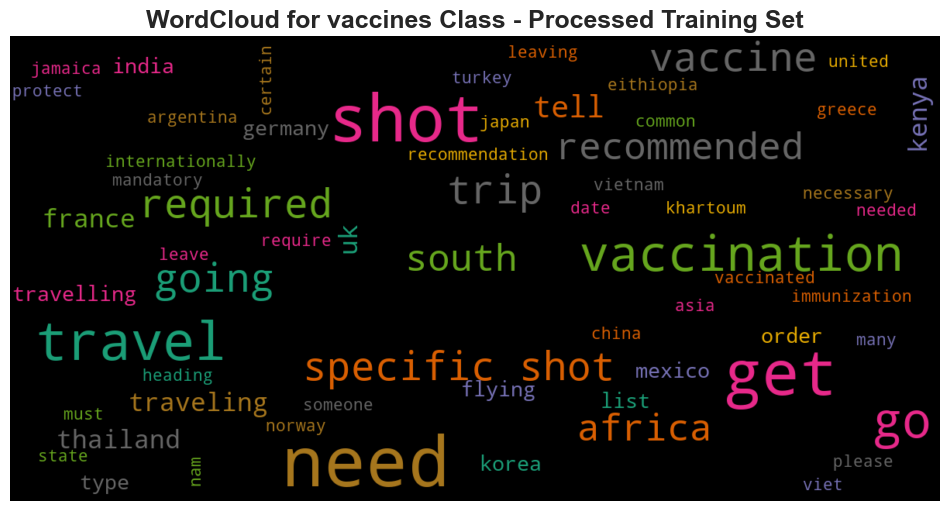 WordCloud for vaccines Class - Processed Training Set
leaving
vaccine
united
jamaica
india
certain
turkey
eithiopia
protect
shot
tell
kenya
argentina
germany
japan
common
greece
recommendation
recommended
internationally
mandatory
trip
vietnam
necessary
france
required
date
khartoum
needed
uk
require
leave
south
vaccination
going
vaccinated
travelling
asia
immunization
travel
china
order
many
specific shot
mexico
get
heading
flying
traveling
someone
list
must
africa
go
norway
thailand
state
need
korea
please
nam
type
viet